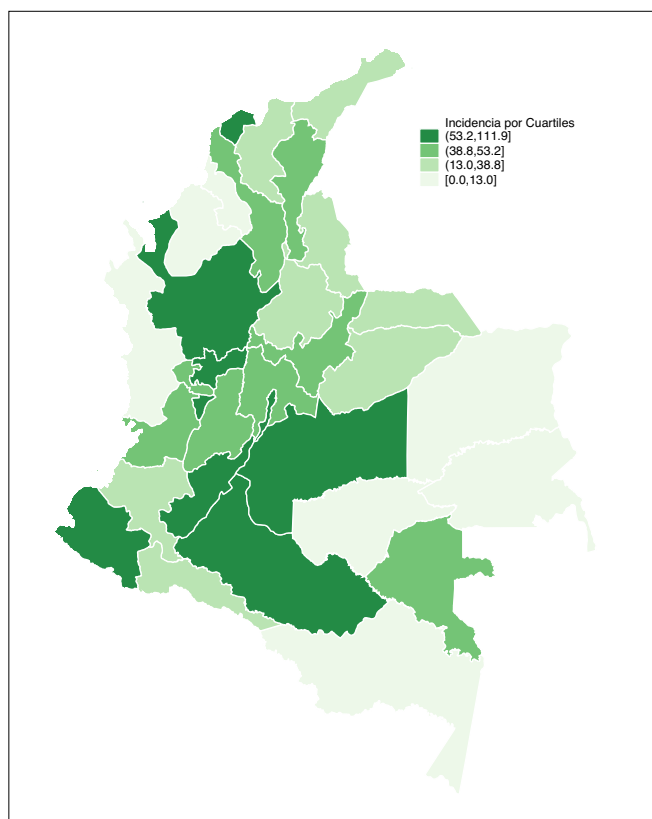 Incidencia por Cuartiles
(53.2,111.9]
(38.8,53.2]
(13.0,38.8]
[0.0,13.0]